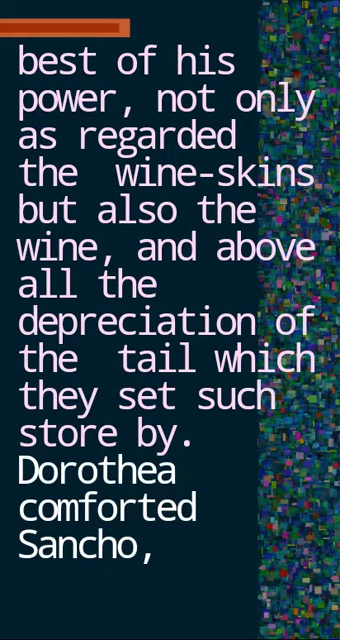 best of his
power, not only
as regarded
the  wine-skins
but also the
wine, and above
all the
depreciation of
the  tail which
they set such
store by.
Dorothea
comforted
Sancho,